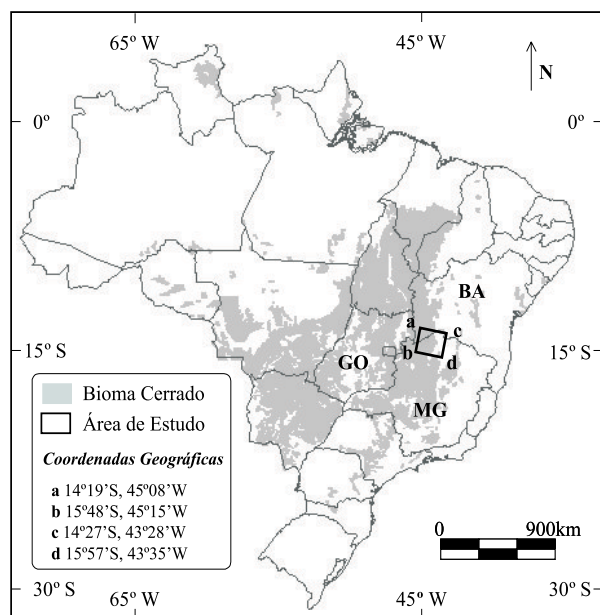 65º W
45º W
N
0º
0º
BA
a
c
15º S
b
d
15º S
GO
MG
Bioma Cerrado
Área de Estudo
Coordenadas Geográficas
a 14º19’S, 45º08’W
b 15º48’S, 45º15’W
c 14º27’S, 43º28’W
d 15º57’S, 43º35’W
0
900km
30º S
30º S
65º W
45º W